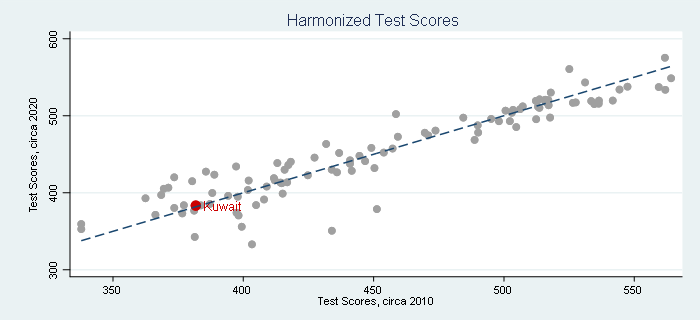 Harmonized Test Scores
600
500
400
300
Test Scores, circa 2020
Kuwait
350
400
450
500
550
Test Scores, circa 2010